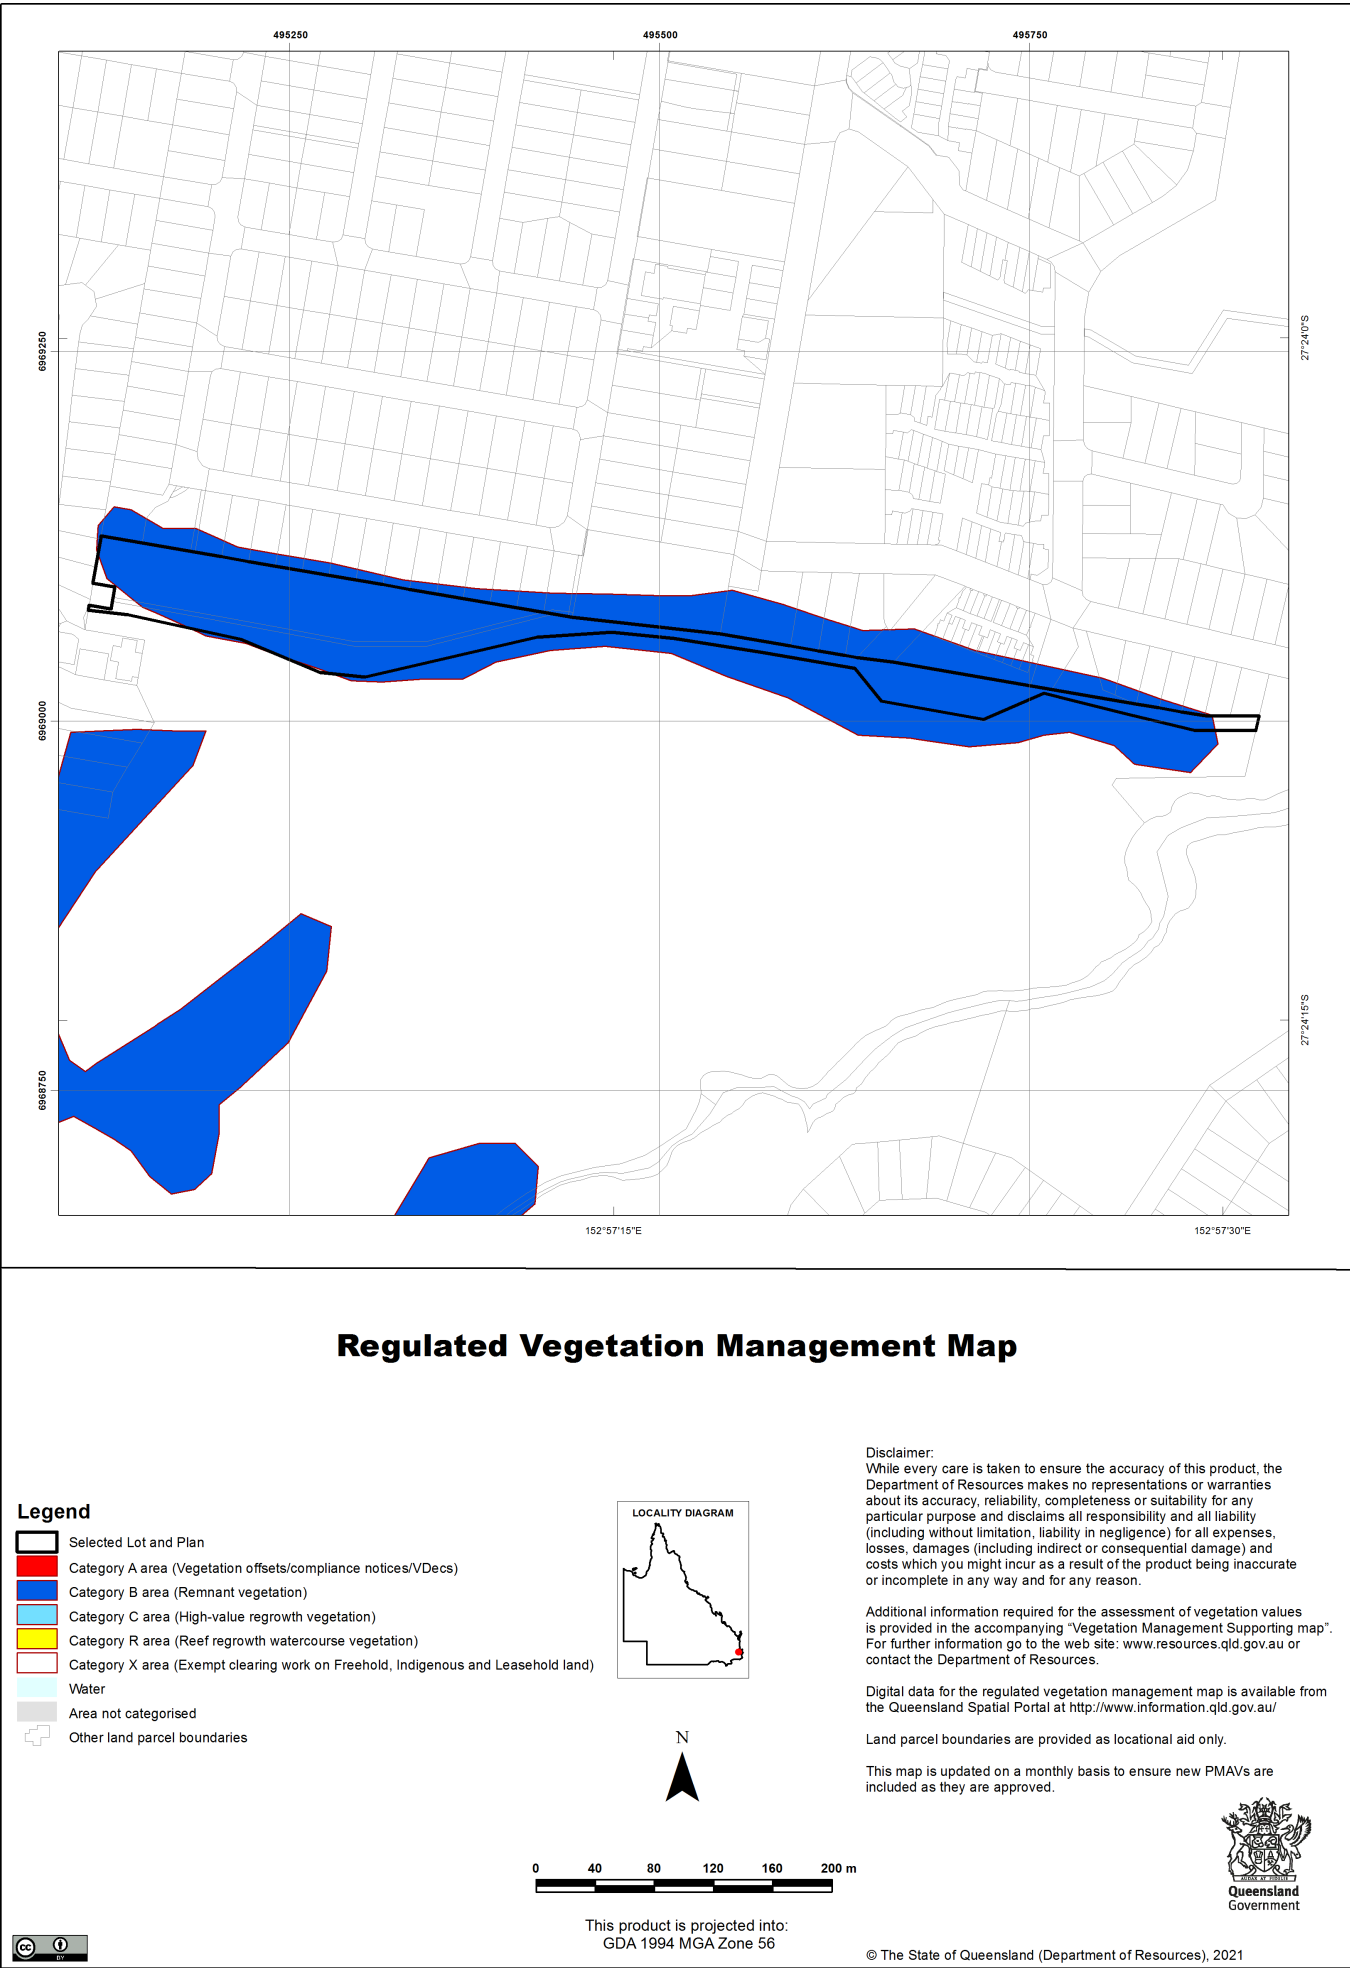 495250
495500
495750
6969250
6969000
6968750
27°24'0"S
27°24'15"S
152°57'15"E
152°57'30"E
Regulated Vegetation Management Map
Legend
Selected Lot and Plan
Category A area (Vegetation offsets/compliance notices/VDecs)
Category B area (Remnant vegetation)
Category C area (High-value regrowth vegetation)
Category R area (Reef regrowth watercourse vegetation)
Category X area (Exempt clearing work on Freehold, Indigenous and Leasehold land)
Water
Area not categorised
Other land parcel boundaries
LOCALITY DIAGRAM
N
0 40 80 120 160 200 m
This product is projected into:
GDA 1994 MGA Zone 56
Disclaimer:
While every care is taken to ensure the accuracy of this product, the
Department of Resources makes no representations or warranties
about its accuracy, reliability, completeness or suitability for any
particular purpose and disclaims all responsibility and all liability
(including without limitation, liability in negligence) for all expenses,
losses, damages (including indirect or consequential damage) and
costs which you might incur as a result of the product being inaccurate
or incomplete in any way and for any reason.
Additional information required for the assessment of vegetation values
is provided in the accompanying “Vegetation Management Supporting map”.
For further information go to the web site: www.resources.qld.gov.au or
contact the Department of Resources.
Digital data for the regulated vegetation management map is available from
the Queensland Spatial Portal at http://www.information.qld.gov.au/
Land parcel boundaries are provided as locational aid only.
This map is updated on a monthly basis to ensure new PMAVs are
included as they are approved.
AUDAX AT FIDELIS
Queensland
Government
cc
BY
© The State of Queensland (Department of Resources), 2021